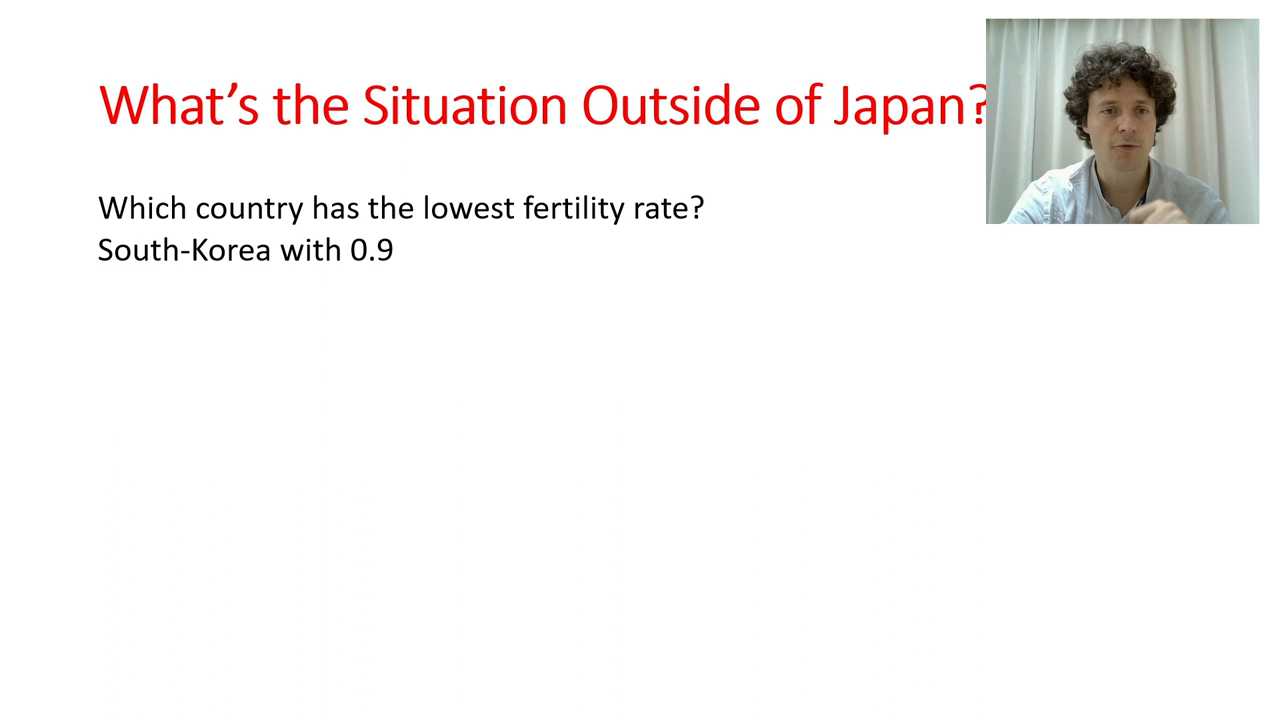 What’s the Situation Outside of Japan?
Which country has the lowest fertility rate?
South-Korea with 0.9